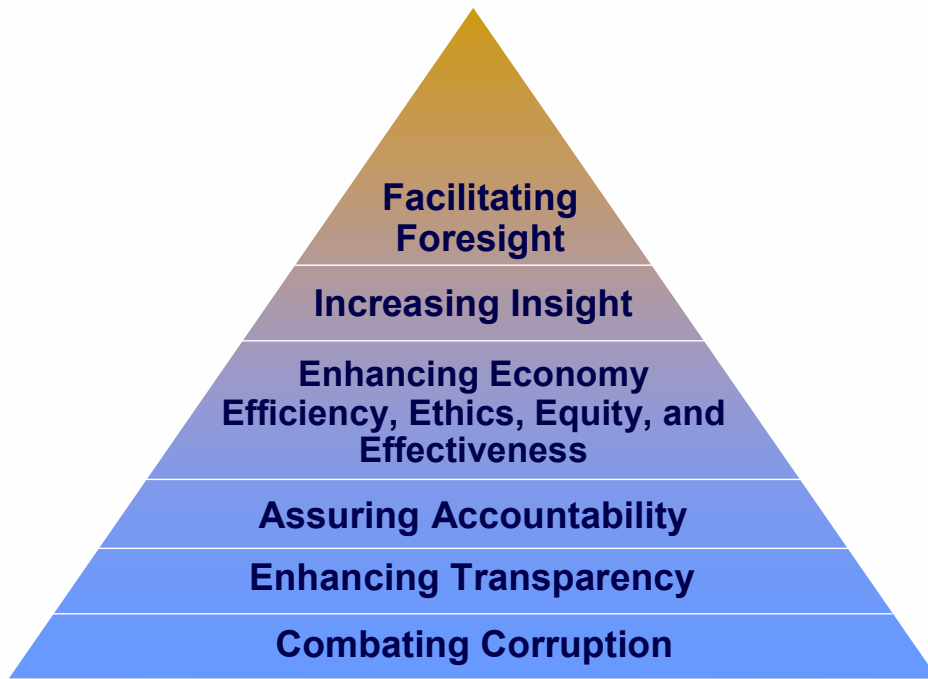 Facilitating
Foresight
Increasing Insight
Enhancing Economy
Efficiency, Ethics, Equity, and
Effectiveness
Assuring Accountability
Enhancing Transparency
Combating Corruption